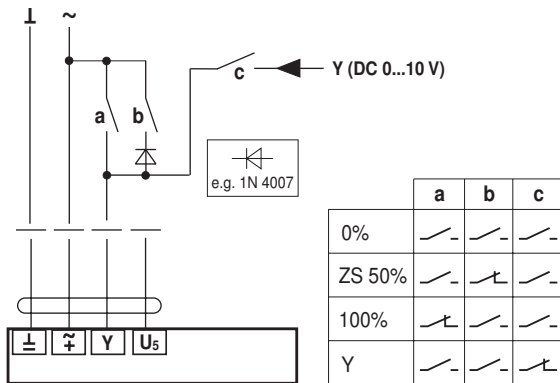 ⊥ ~
c Y (DC 0...10 V)
a b
e.g. 1N 4007
a b c
0%
ZS 50%
100%
Y
⊥ ~ Y U5